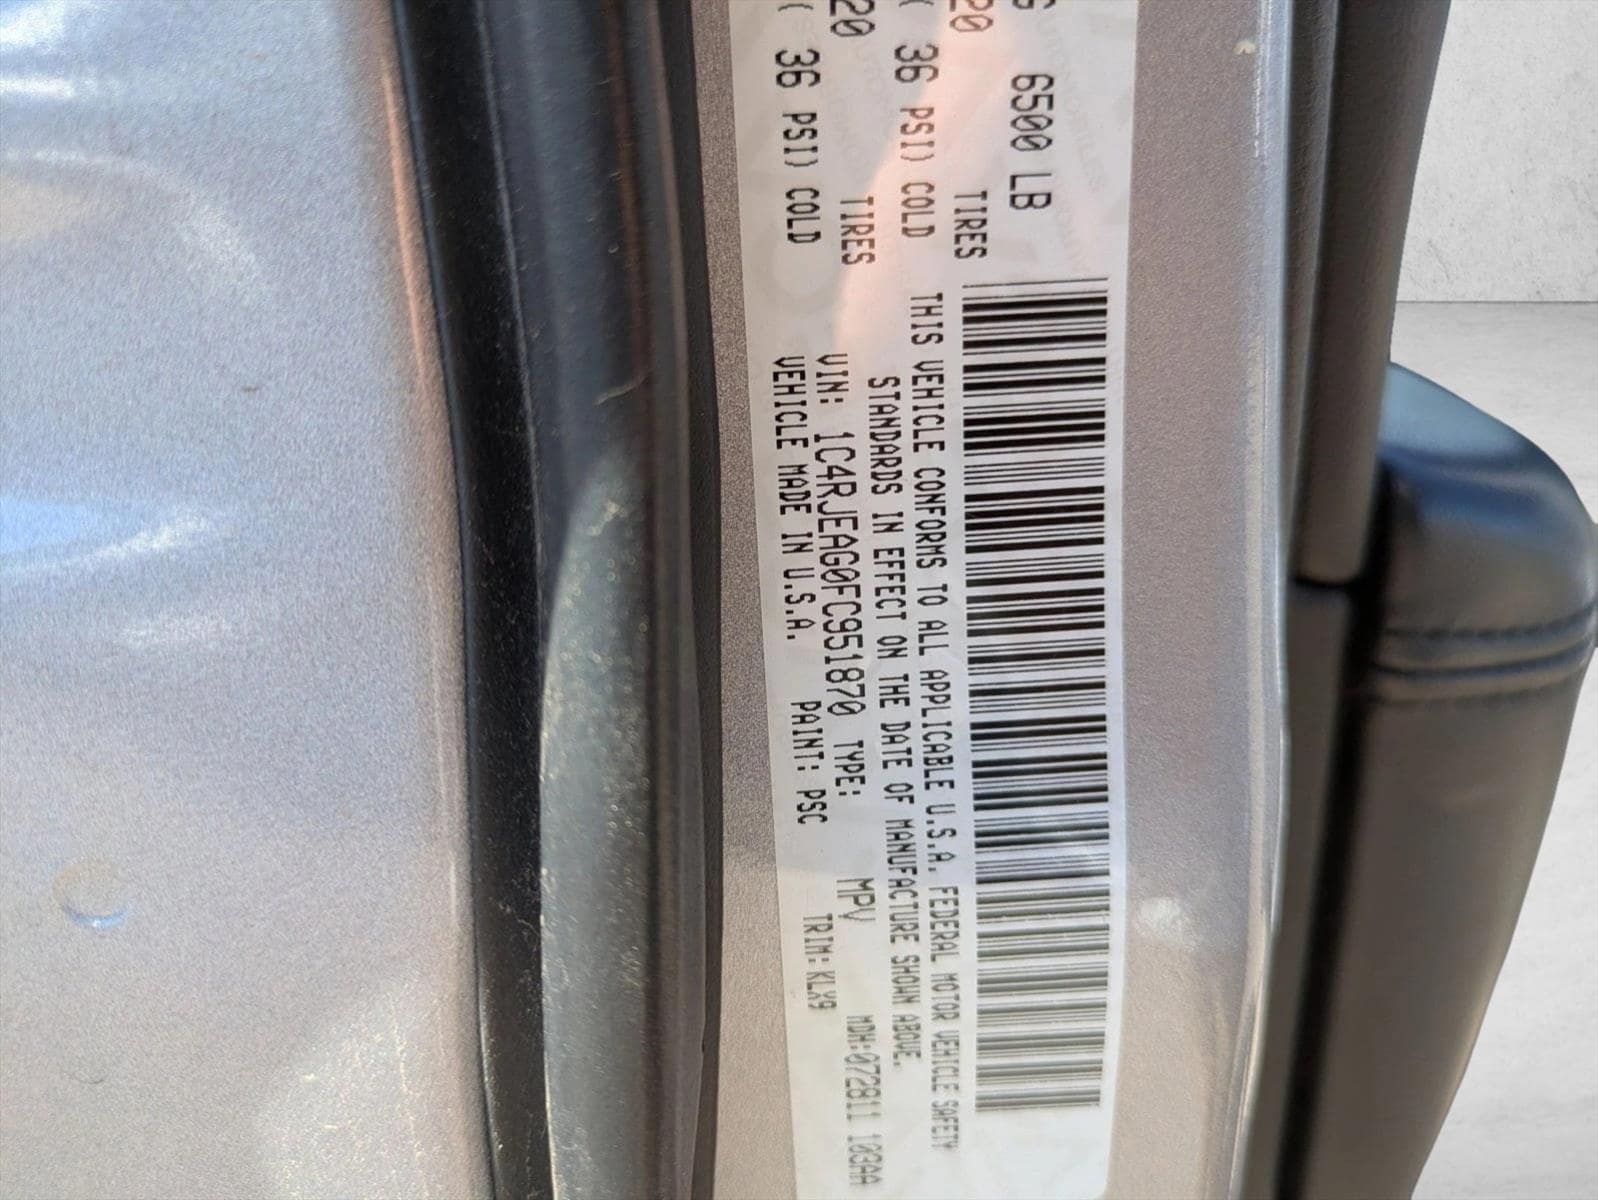 6500 LB
20 TIRES
( 36 PSI) COLD
20 TIRES
( 36 PSI) COLD
THIS VEHICLE CONFORMS TO ALL APPLICABLE U.S.A. FEDERAL MOTOR VEHICLE SAFETY
STANDARDS IN EFFECT ON THE DATE OF MANUFACTURE SHOWN ABOVE.
VIN: 1C4RJEAG0FC951870 TYPE: MPV MDH:072811 103AA
VEHICLE MADE IN U.S.A. PAINT: PSC TRIM: KLX9